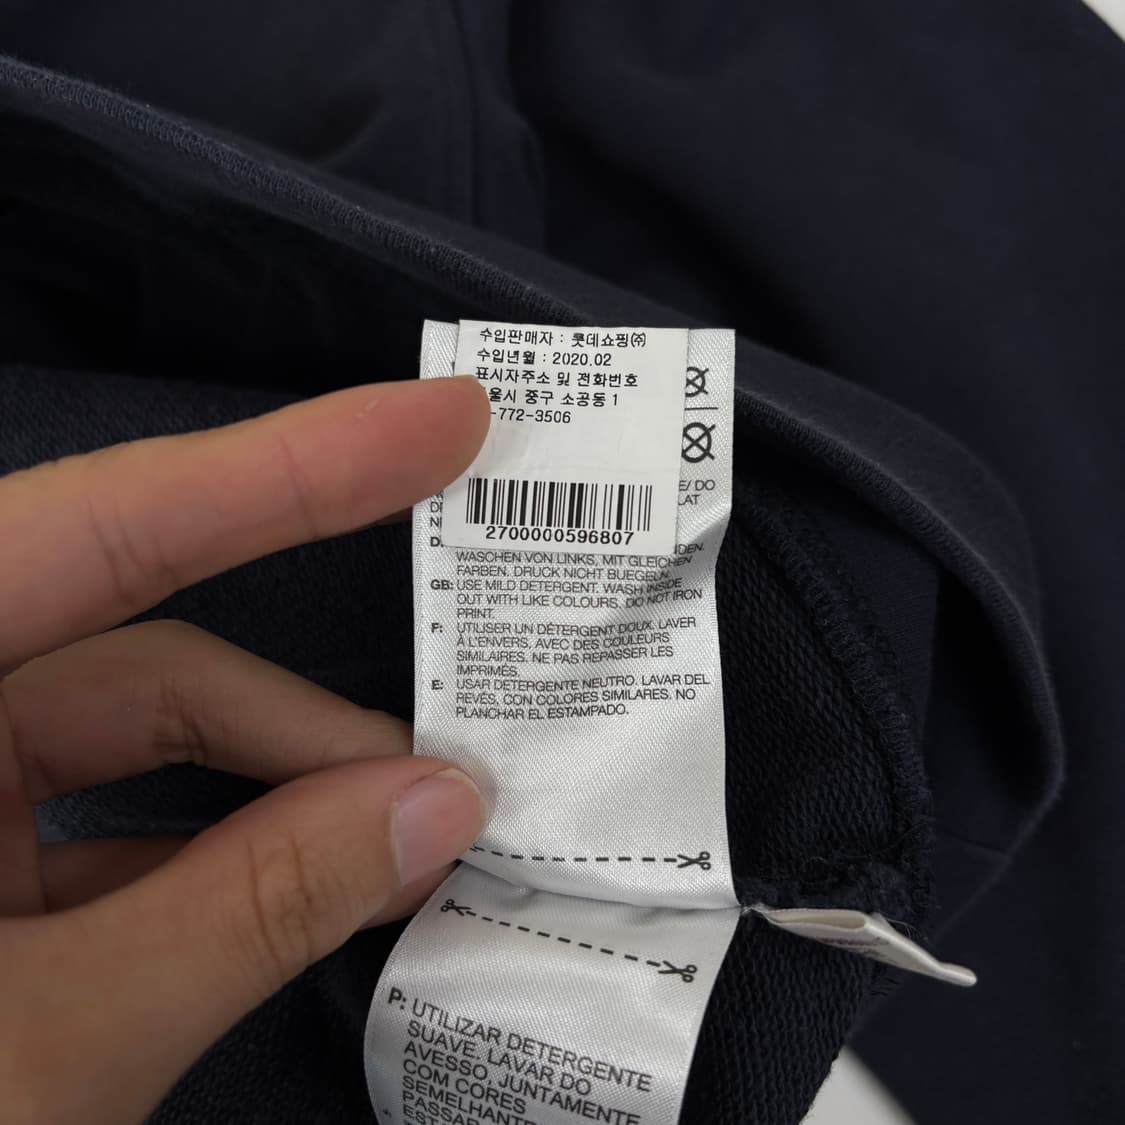 수입판매자 : 롯데쇼핑㈜
수입년월 : 2020.02
표시자주소 및 전화번호
울시 중구 소공동 1
-772-3506
2700000596807
E/ DO
LAT
D
N
D:
DEN.
WASCHEN VON LINKS, MIT GLEICHEN
FARBEN. DRUCK NICHT BUEGELN.
GB: USE MILD DETERGENT. WASH INSIDE
OUT WITH LIKE COLOURS. DO NOT IRON
PRINT.
F: UTILISER UN DÉTERGENT DOUX. LAVER
À L'ENVERS, AVEC DES COULEURS
SIMILAIRES. NE PAS REPASSER LES
IMPRIMÉS.
E: USAR DETERGENTE NEUTRO. LAVAR DEL
REVÉS, CON COLORES SIMILARES. NO
PLANCHAR EL ESTAMPADO.
P: UTILIZAR DETERGENTE
SUAVE. LAVAR DO
AVESSO, JUNTAMENTE
COM CORES
SEMELHANTE
PASSAR
EST